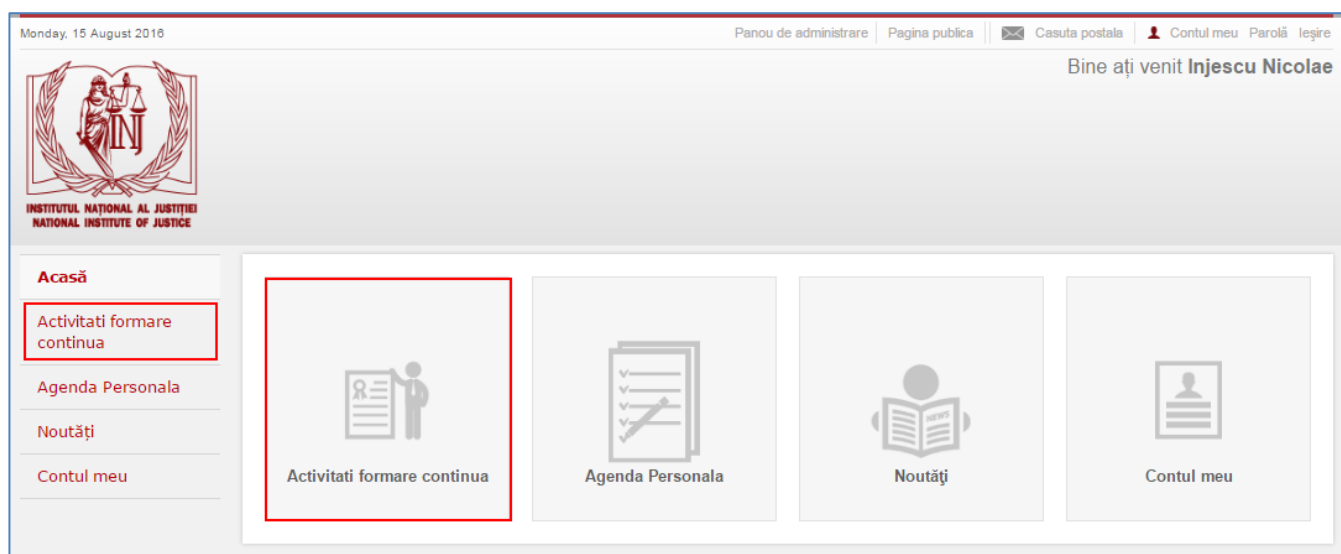 Monday, 15 August 2016
Panou de administrare Pagina publica Casuta postala Contul meu Parolă Ieşire
Bine ați venit Injescu Nicolae
INJ
INSTITUTUL NAŢIONAL AL JUSTIŢIEI
NATIONAL INSTITUTE OF JUSTICE
Acasă
Activitati formare
continua
Agenda Personala
Noutăți
Contul meu
Activitati formare continua
Agenda Personala
NEWS
Noutăţi
Contul meu